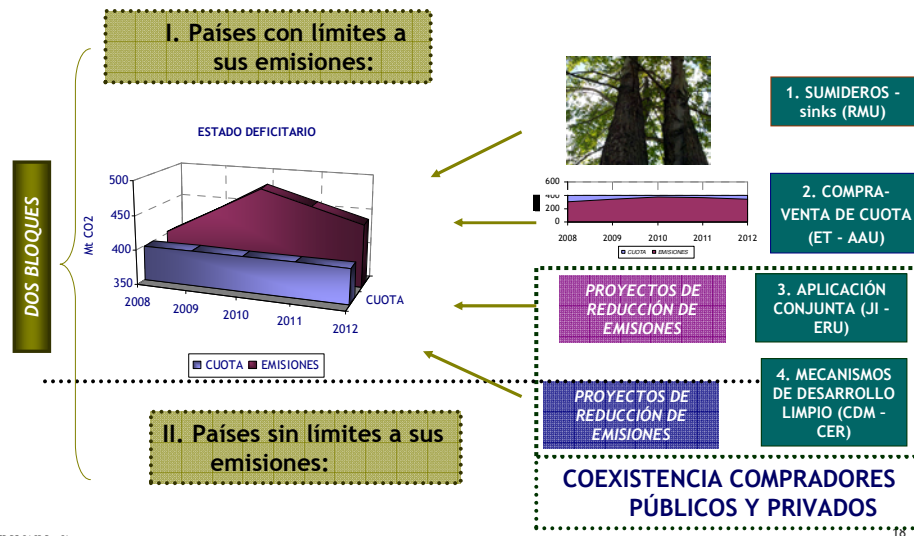 I. Países con límites a
sus emisiones:
DOS BLOQUES
ESTADO DEFICITARIO
Mt CO2
500
450
400
350
2008
2009
2010
2011
2012
CUOTA
CUOTA EMISIONES
II. Países sin límites a sus
emisiones:
1. SUMIDEROS -
sinks (RMU)
600
400
200
0
2008 2009 2010 2011 2012
CUOTA EMISIONES
2. COMPRA-
VENTA DE CUOTA
(ET - AAU)
PROYECTOS DE
REDUCCIÓN DE
EMISIONES
3. APLICACIÓN
CONJUNTA (JI -
ERU)
PROYECTOS DE
REDUCCIÓN DE
EMISIONES
4. MECANISMOS
DE DESARROLLO
LIMPIO (CDM -
CER)
COEXISTENCIA COMPRADORES
PÚBLICOS Y PRIVADOS
18